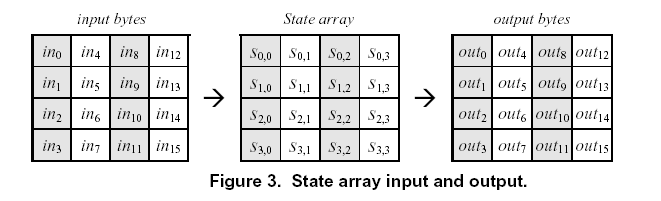 input bytes State array output bytes
in0 in4 in8 in12 S0,0 S0,1 S0,2 S0,3 out0 out4 out8 out12
in1 in5 in9 in13 S1,0 S1,1 S1,2 S1,3 out1 out5 out9 out13
in2 in6 in10 in14 S2,0 S2,1 S2,2 S2,3 out2 out6 out10 out14
in3 in7 in11 in15 S3,0 S3,1 S3,2 S3,3 out3 out7 out11 out15
Figure 3. State array input and output.